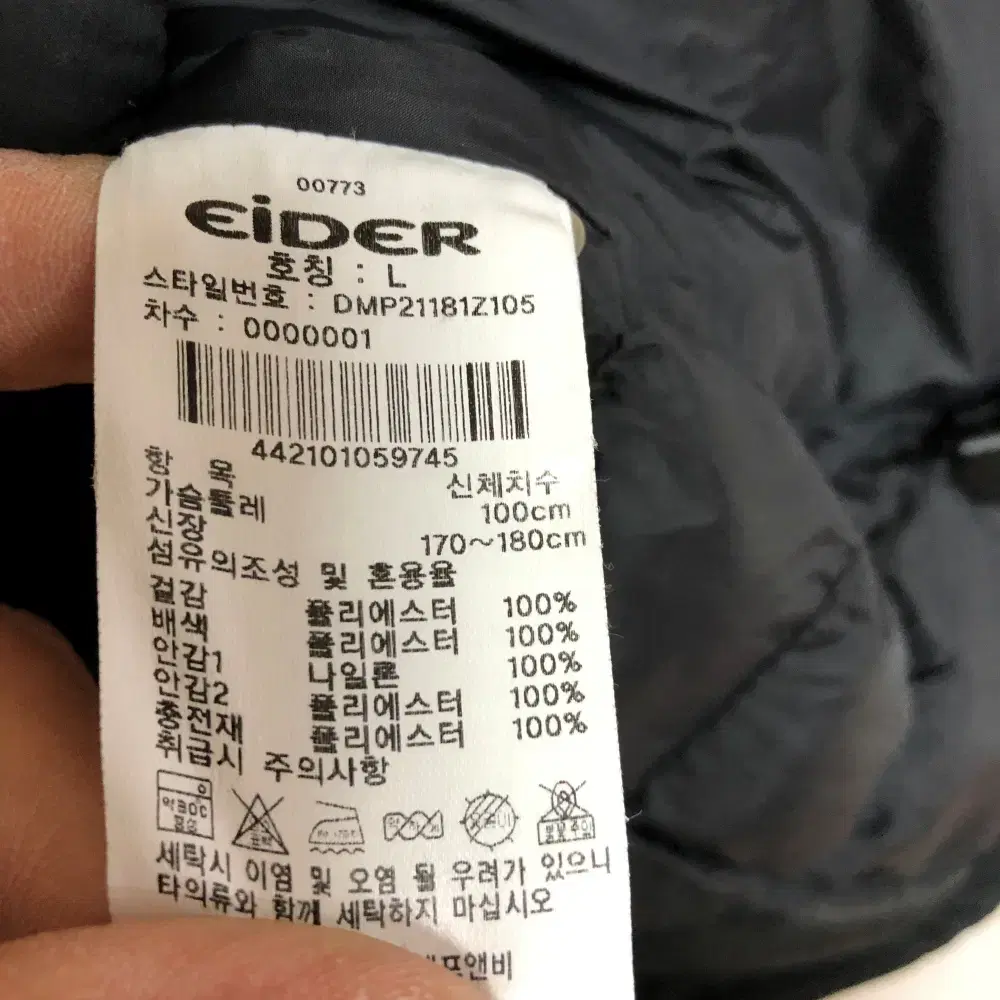 00773
EiDER
호칭 : L
스타일번호 : DMP21181Z105
차수 : 0000001
442101059745
항 목 신체치수
가슴둘레 100cm
신장 170~180cm
섬유의조성 및 혼용율
겉감 폴리에스터 100%
배색 폴리에스터 100%
안감1 나일론 100%
안감2 폴리에스터 100%
충전재 폴리에스터 100%
취급시 주의사항
세탁시 이염 및 오염 될 우려가 있으니
타의류와 함께 세탁하지 마십시오